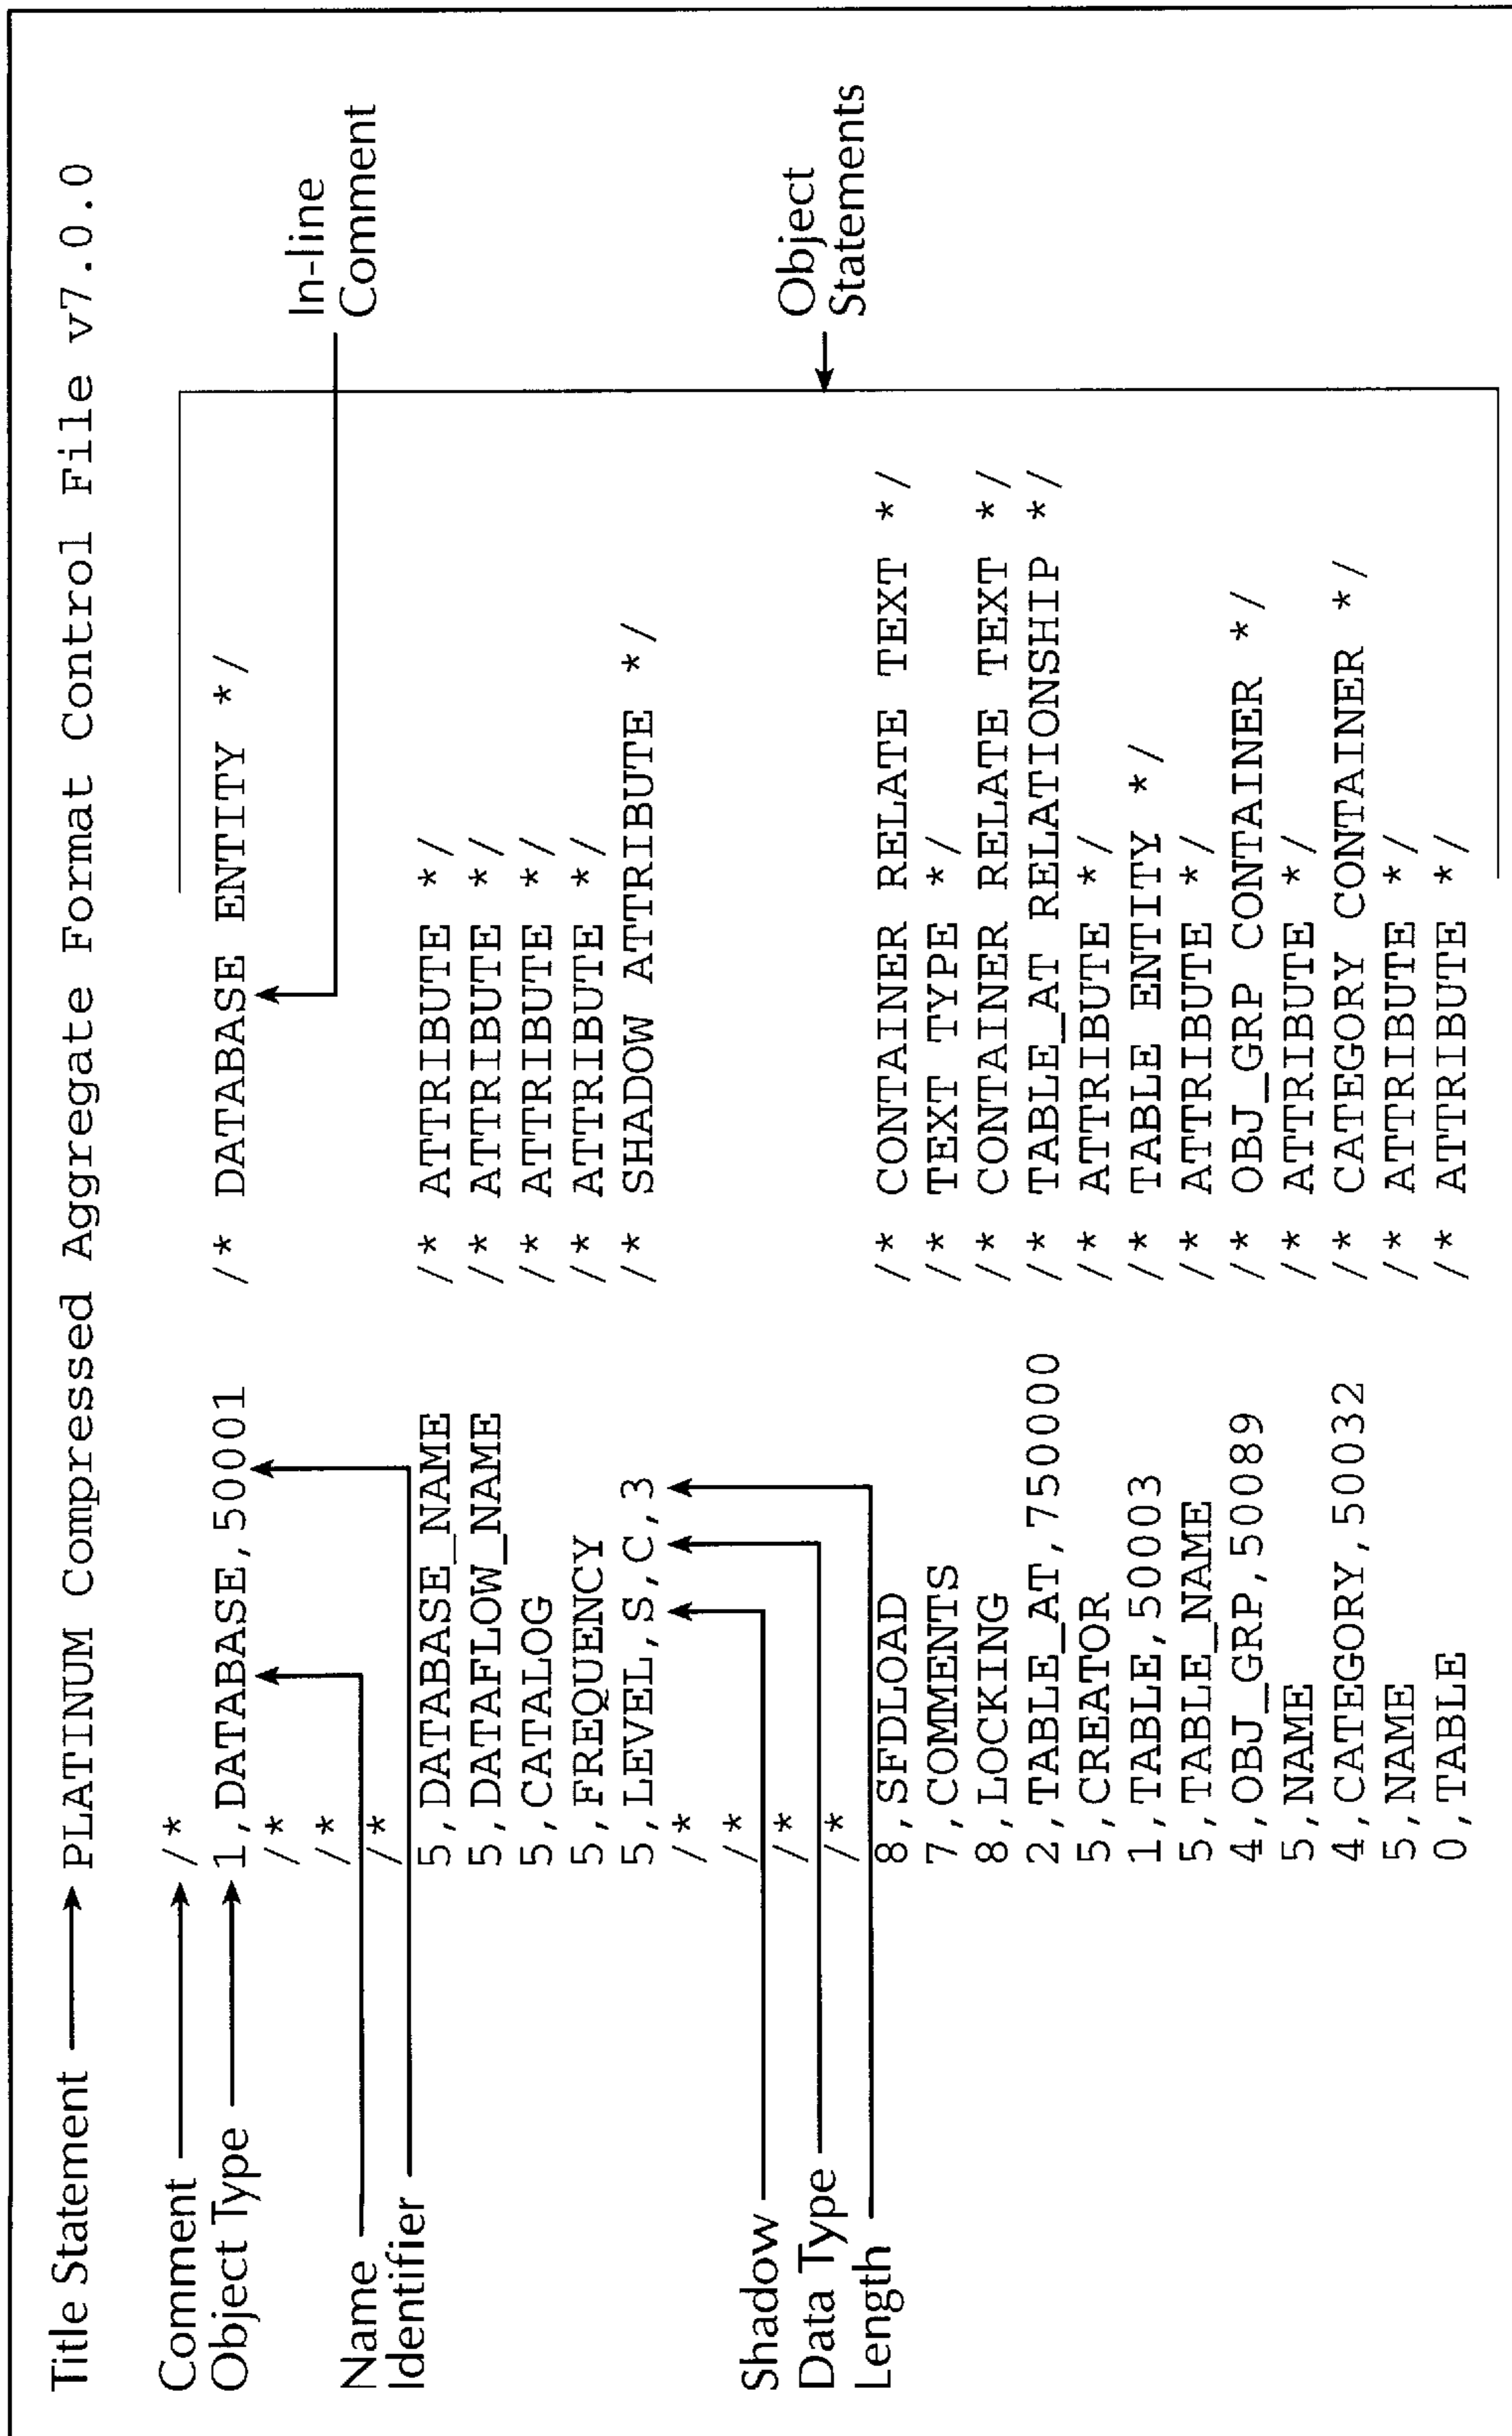 Title Statement PLATINUM Compressed Aggregate Format Control File v7.0.0
Comment /*
Object Type 1,DATABASE,50001 /* DATABASE ENTITY */
/*
/*
In-line
Comment
Name /*
Identifier
5,DATABASE_NAME /* ATTRIBUTE */
5,DATAFLOW_NAME /* ATTRIBUTE */
5,CATALOG /* ATTRIBUTE */
5,FREQUENCY /* ATTRIBUTE */
5,LEVEL,S,C,3 /* SHADOW ATTRIBUTE */
/*
/*
Shadow /*
Data Type /*
Length
Object
Statements
8,SFDLOAD /* CONTAINER RELATE TEXT */
7,COMMENTS /* TEXT TYPE */
8,LOCKING /* CONTAINER RELATE TEXT */
2,TABLE_AT,750000 /* TABLE_AT RELATIONSHIP */
5,CREATOR /* ATTRIBUTE */
1,TABLE,50003 /* TABLE ENTITY */
5,TABLE_NAME /* ATTRIBUTE */
4,OBJ_GRP,50089 /* OBJ_GRP CONTAINER */
5,NAME /* ATTRIBUTE */
4,CATEGORY,50032 /* CATEGORY CONTAINER */
5,NAME /* ATTRIBUTE */
0,TABLE /* ATTRIBUTE */